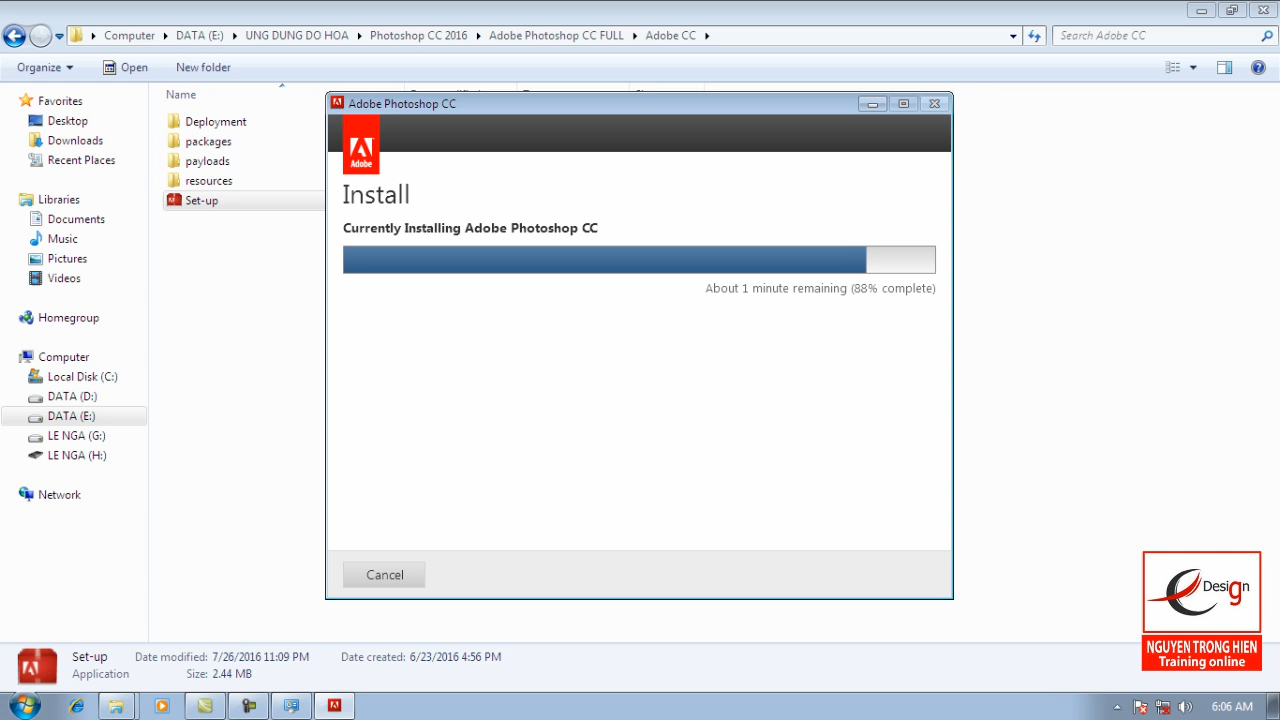 Computer
DATA (E:)
UNG DUNG DO HOA
Photoshop CC 2016
Adobe Photoshop CC FULL
Adobe CC
Search Adobe CC
Organize
Open
New folder
Favorites
Desktop
Downloads
Recent Places
Libraries
Documents
Music
Pictures
Videos
Homegroup
Computer
Local Disk (C:)
DATA (D:)
DATA (E:)
LE NGA (G:)
LE NGA (H:)
Network
Name
Deployment
packages
payloads
resources
Set-up
Adobe Photoshop CC
Adobe
Install
Currently Installing Adobe Photoshop CC
About 1 minute remaining (88% complete)
Cancel
Design
NGUYEN TRONG HIEN
Training online
Set-up
Date modified: 7/26/2016 11:09 PM
Date created: 6/23/2016 4:56 PM
Application
Size: 2.44 MB
6:06 AM